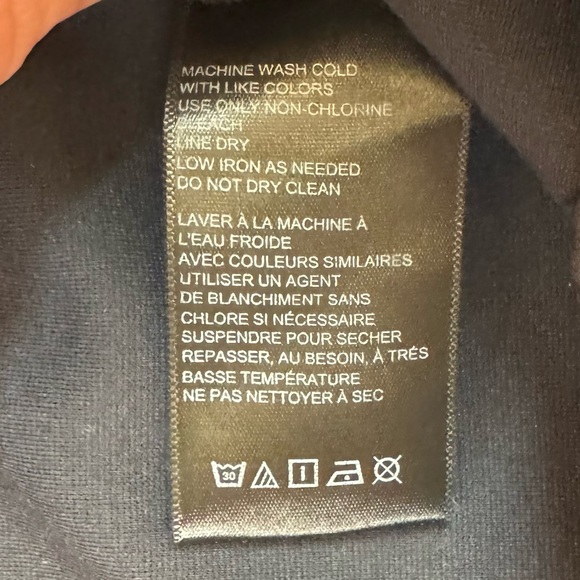 MACHINE WASH COLD
WITH LIKE COLORS
USE ONLY NON-CHLORINE
BLEACH
LINE DRY
LOW IRON AS NEEDED
DO NOT DRY CLEAN
LAVER À LA MACHINE À
L'EAU FROIDE
AVEC COULEURS SIMILAIRES
UTILISER UN AGENT
DE BLANCHIMENT SANS
CHLORE SI NÉCESSAIRE
SUSPENDRE POUR SECHER
REPASSER, AU BESOIN, À TRÉS
BASSE TEMPÉRATURE
NE PAS NETTOYER À SEC
30